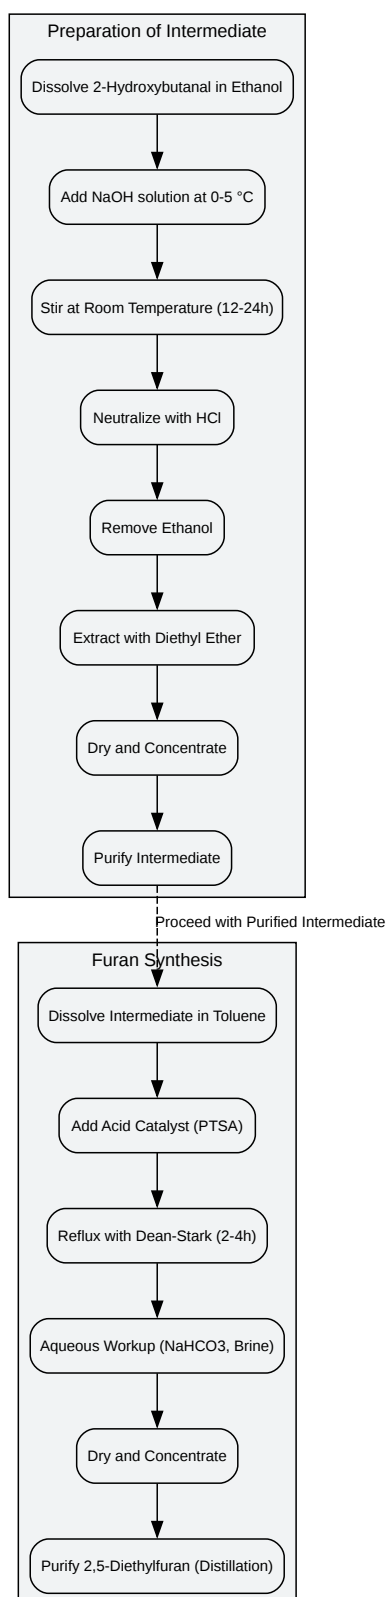 Preparation of Intermediate
Dissolve 2-Hydroxybutanal in Ethanol
Add NaOH solution at 0-5 °C
Stir at Room Temperature (12-24h)
Neutralize with HCl
Remove Ethanol
Extract with Diethyl Ether
Dry and Concentrate
Purify Intermediate
Proceed with Purified Intermediate
Furan Synthesis
Dissolve Intermediate in Toluene
Add Acid Catalyst (PTSA)
Reflux with Dean-Stark (2-4h)
Aqueous Workup (NaHCO3, Brine)
Dry and Concentrate
Purify 2,5-Diethylfuran (Distillation)